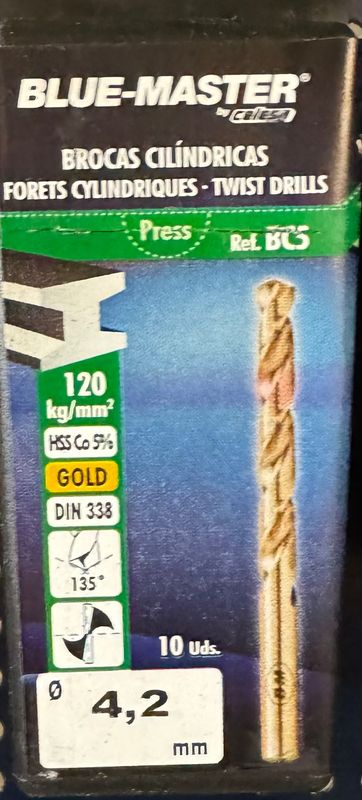 BLUE-MASTER®
by celesa
BROCAS CILÍNDRICAS
FORETS CYLINDRIQUES - TWIST DRILLS
Press
Ref. BC5
120
kg/mm²
HSS Co 5%
GOLD
DIN 338
135°
10 Uds.
Ø
4,2
mm